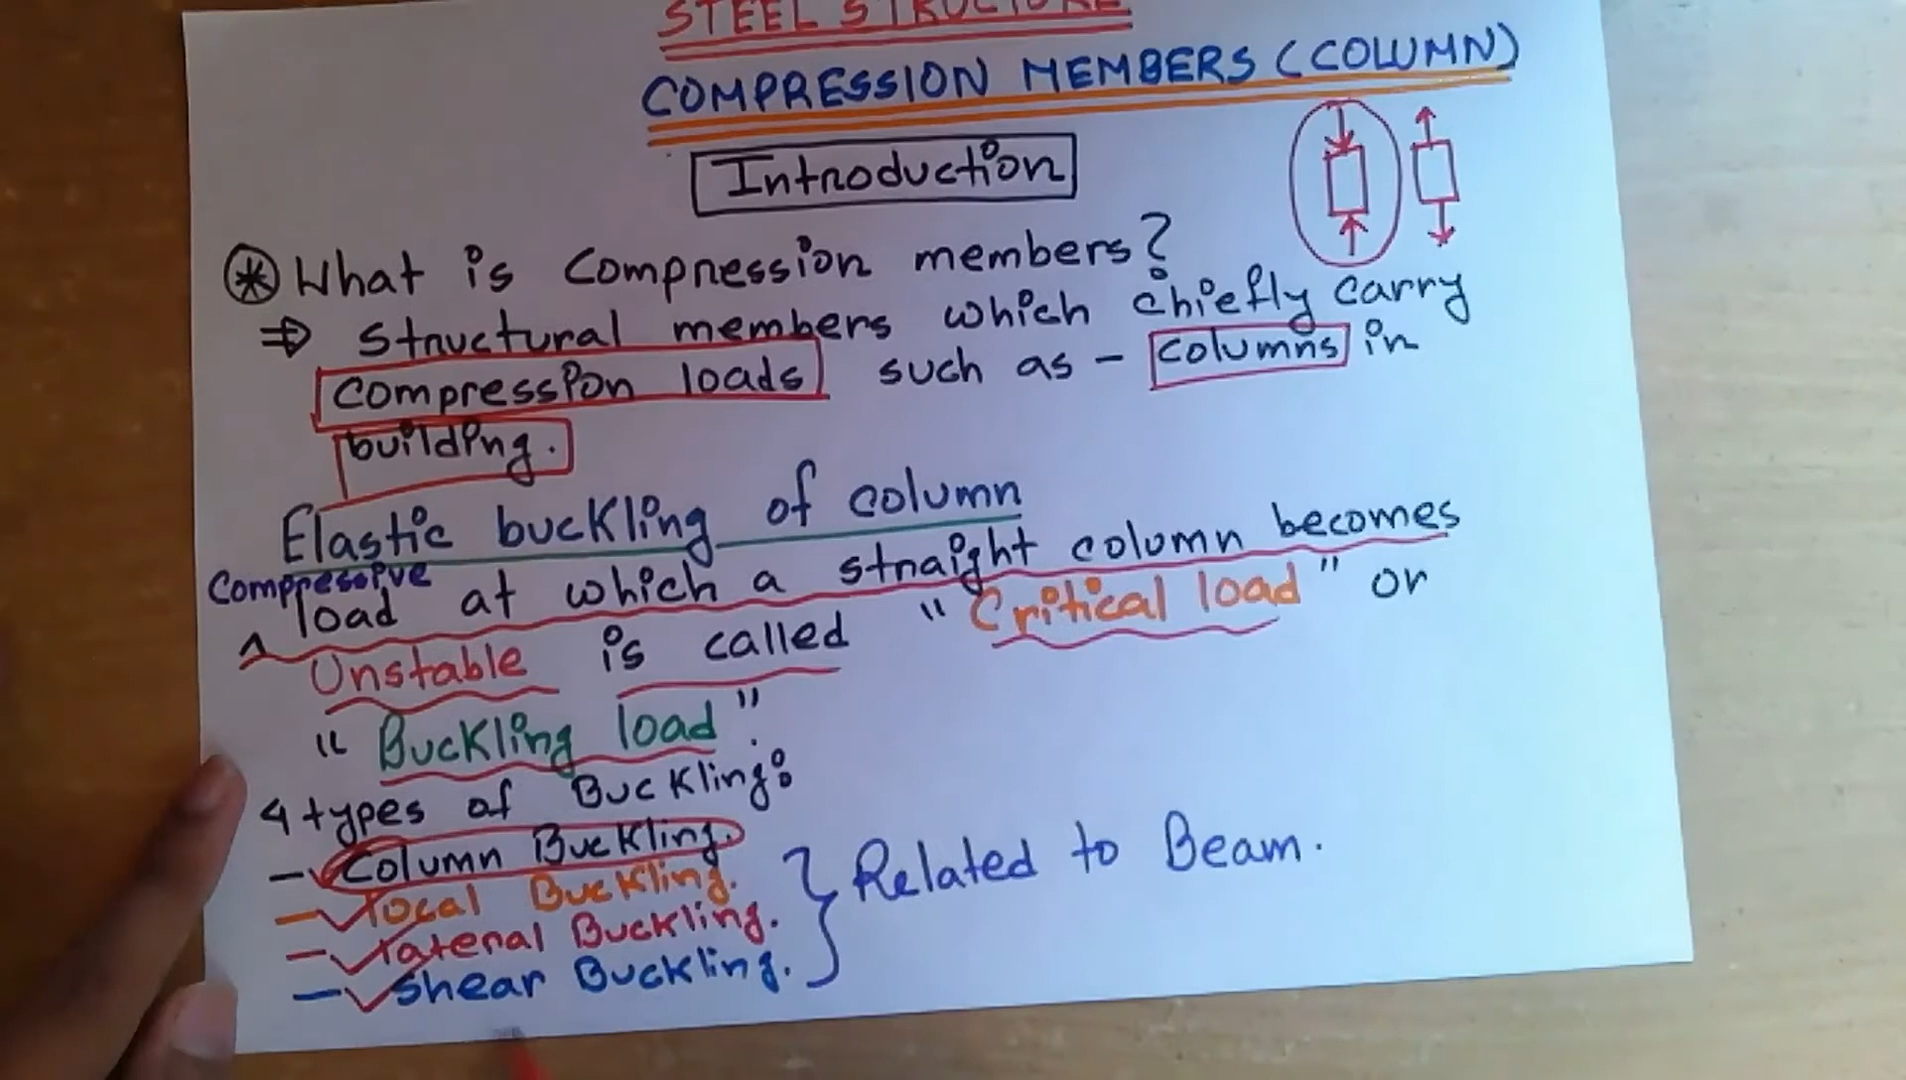 STEEL STRUCTURE
COMPRESSION MEMBERS (COLUMN)
Introduction
What is compression members?
⇒ Structural members which chiefly carry
compression loads such as - columns in
building.
Elastic buckling of column
Compressive
^ load at which a straight column becomes
Unstable is called "Critical load" or
"Buckling load".
4 types of Buckling:
- Column Buckling.
- local Buckling.
- lateral Buckling.
- shear Buckling.
} Related to Beam.